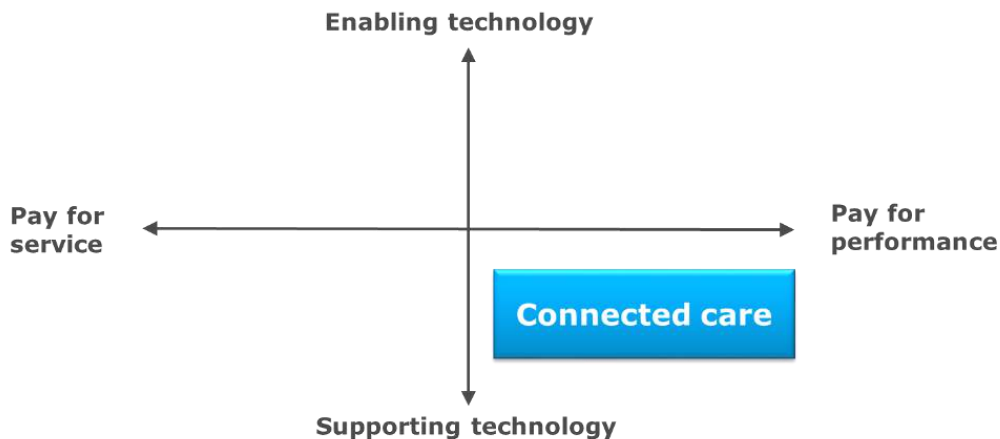 Enabling technology
Pay for
service
Pay for
performance
Connected care
Supporting technology